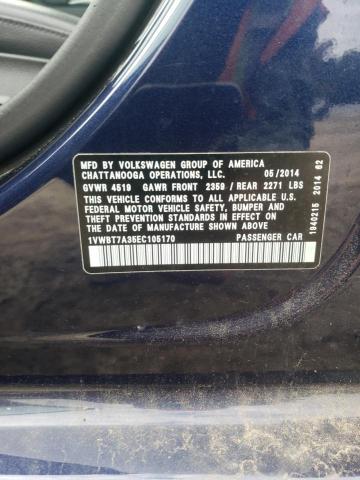 MFD BY VOLKSWAGEN GROUP OF AMERICA
CHATTANOOGA OPERATIONS, LLC. 05/2014
GVWR 4519 GAWR FRONT 2359 / REAR 2271 LBS
THIS VEHICLE CONFORMS TO ALL APPLICABLE U.S.A.
FEDERAL MOTOR VEHICLE SAFETY, BUMPER AND
THEFT PREVENTION STANDARDS IN EFFECT ON THE
DATE OF MANUFACTURE SHOWN ABOVE.
1VWBT7A35EC105170 PASSENGER CAR
1940215 2014 62